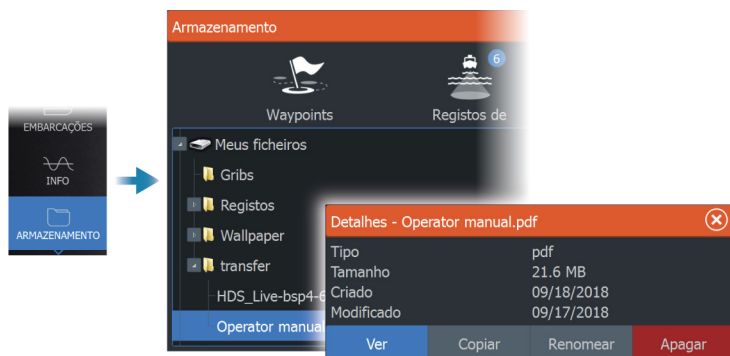 EMBARCAÇÕES
INFO
ARMAZENAMENTO
Armazenamento
6
Waypoints
Registos de
Meus ficheiros
Gribs
Registos
Wallpaper
transfer
HDS_Live-bsp4-6
Operator manual
Detalhes - Operator manual.pdf
Tipo pdf
Tamanho 21.6 MB
Criado 09/18/2018
Modificado 09/17/2018
Ver Copiar Renomear Apagar